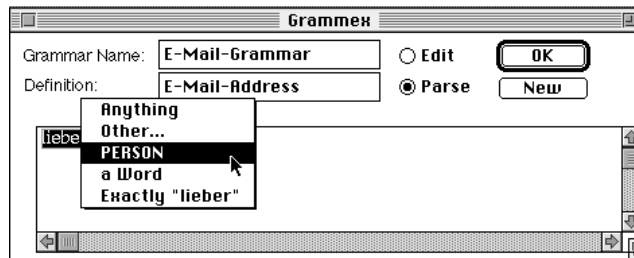 Grammex
Grammar Name: E-Mail-Grammar Edit OK
Definition: E-Mail-Address Parse New
Anything
Other...
PERSON
a Word
Exactly "lieber"